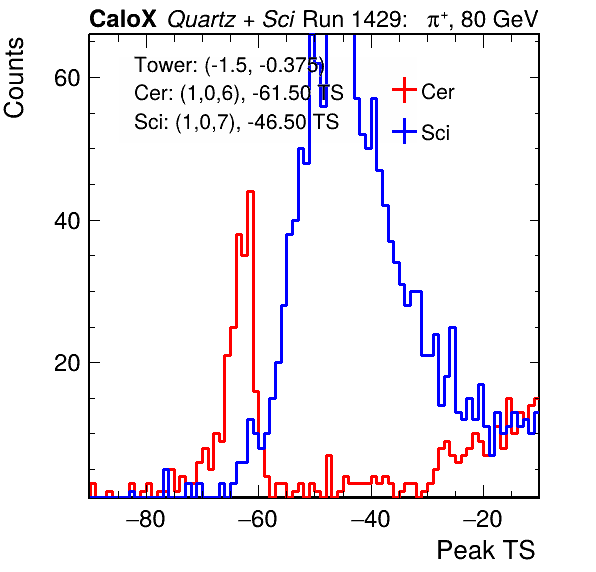 CaloX Quartz + Sci Run 1429: π+, 80 GeV
Counts
Tower: (-1.5, -0.375)
Cer: (1,0,6), -61.50 TS
Sci: (1,0,7), -46.50 TS
Cer
Sci
60
40
20
−80 −60 −40 −20
Peak TS